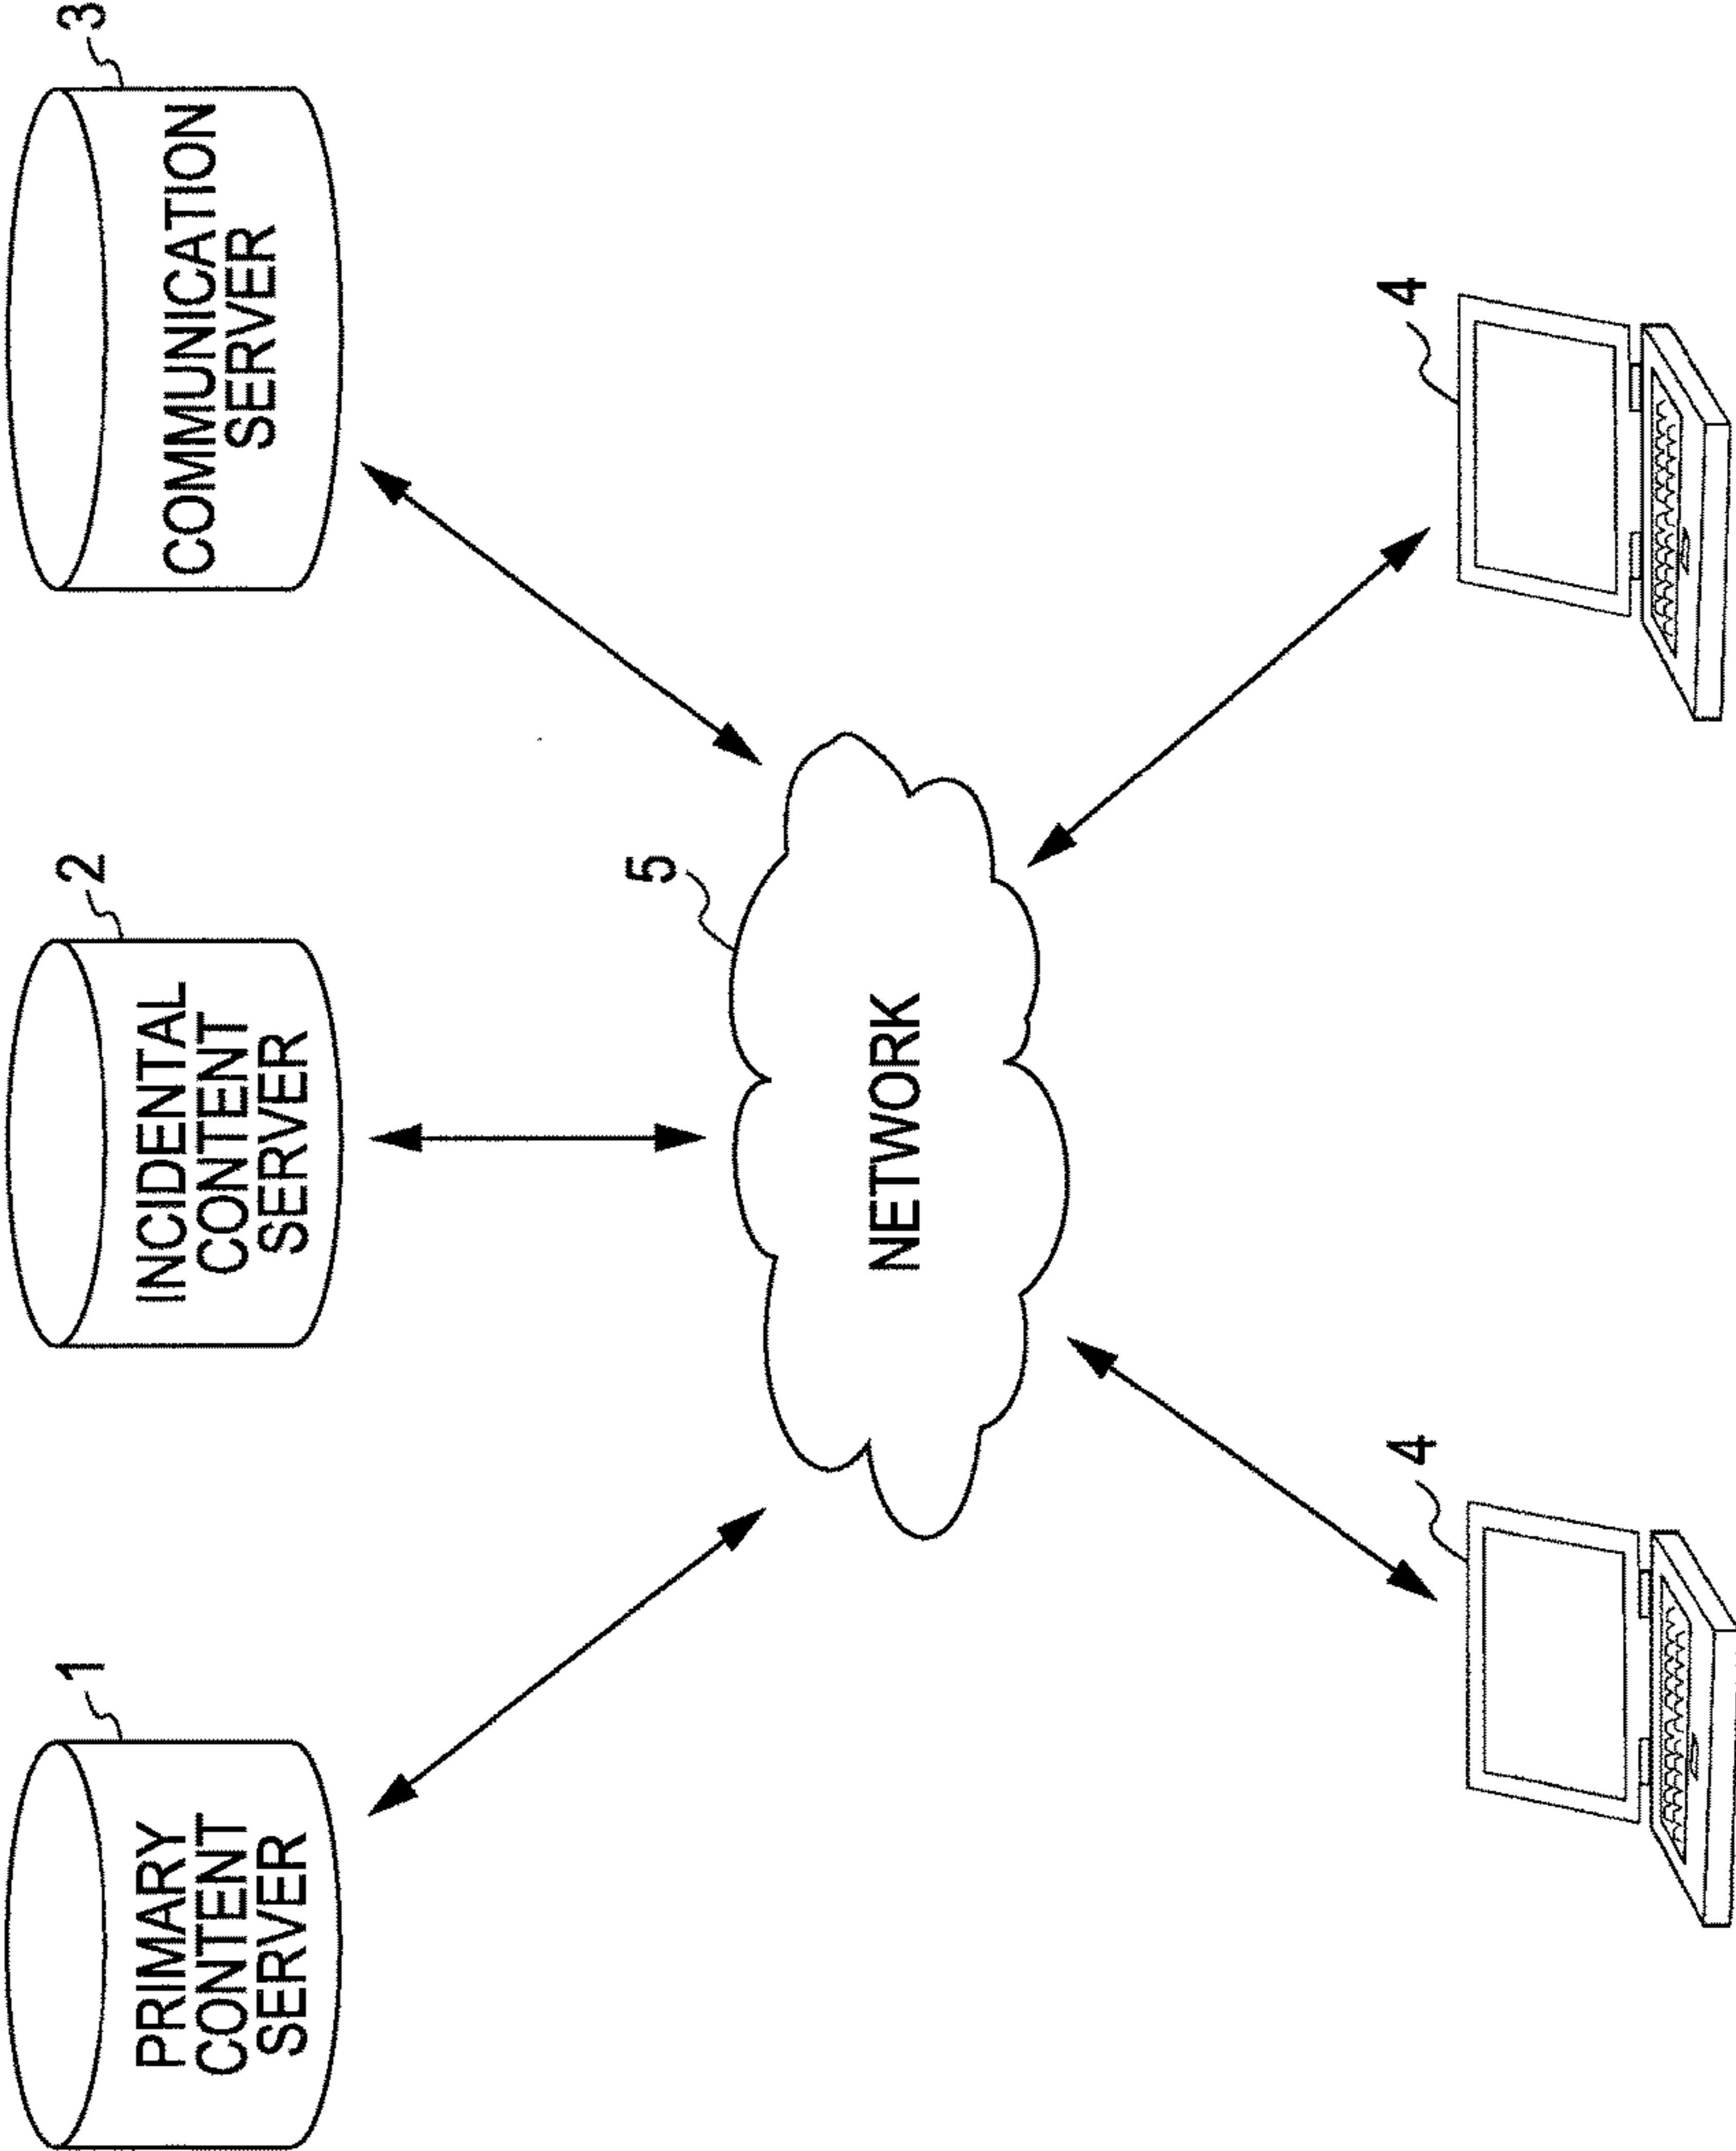 1
PRIMARY
CONTENT
SERVER
2
INCIDENTAL
CONTENT
SERVER
3
COMMUNICATION
SERVER
5
NETWORK
4
4